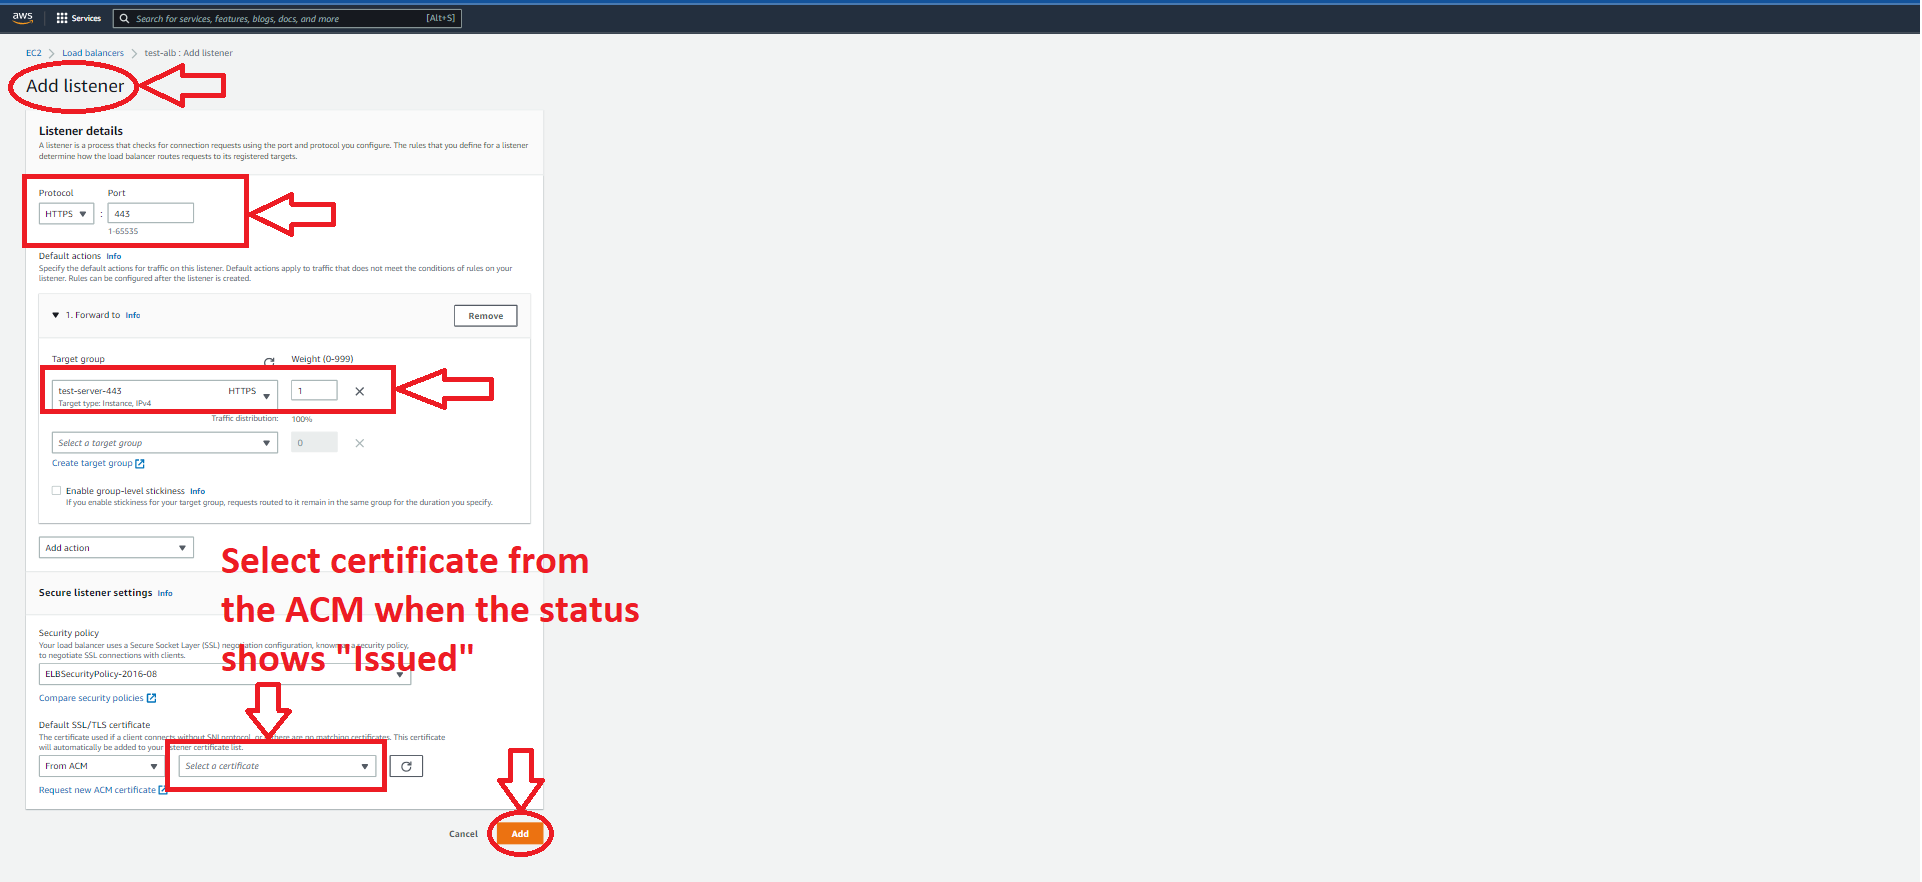 aws Services Search for services, features, blogs, docs, and more [Alt+S]
EC2 Load balancers test-alb : Add listener
Add listener
Listener details
A listener is a process that checks for connection requests using the port and protocol you configure. The rules that you define for a listener
determine how the load balancer routes requests to its registered targets.
Protocol Port
HTTPS : 443
1-65535
Default actions Info
Specify the default actions for traffic on this listener. Default actions apply to traffic that does not meet the conditions of rules on your
listener. Rules can be configured after the listener is created.
1. Forward to Info Remove
Target group Weight (0-999)
test-server-443 HTTPS 1
Target type: Instance, IPv4
Traffic distribution: 100%
Select a target group 0
Create target group
Enable group-level stickiness Info
If you enable stickiness for your target group, requests routed to it remain in the same group for the duration you specify.
Add action
Select certificate from
the ACM when the status
shows "Issued"
Secure listener settings Info
Security policy
Your load balancer uses a Secure Socket Layer (SSL) negotiation configuration, known a security policy,
to negotiate SSL connections with clients.
ELBSecurityPolicy-2016-08
Compare security policies
Default SSL/TLS certificate
The certificate used if a client connects without SNI protocol, or there are no matching certificates. This certificate
will automatically be added to your listener certificate list.
From ACM Select a certificate
Request new ACM certificate
Cancel Add